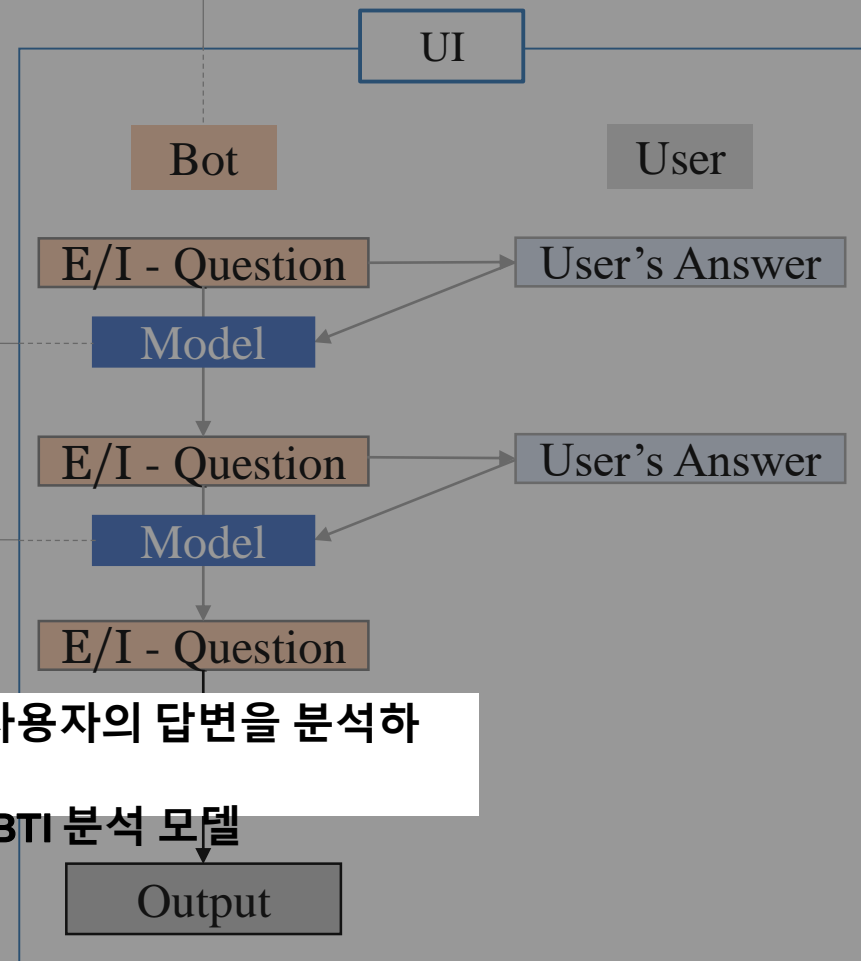 UI
Bot
User
E/I - Question
User's Answer
Model
E/I - Question
User's Answer
Model
E/I - Question
사용자의 답변을 분석하
BTI 분석 모델
Output